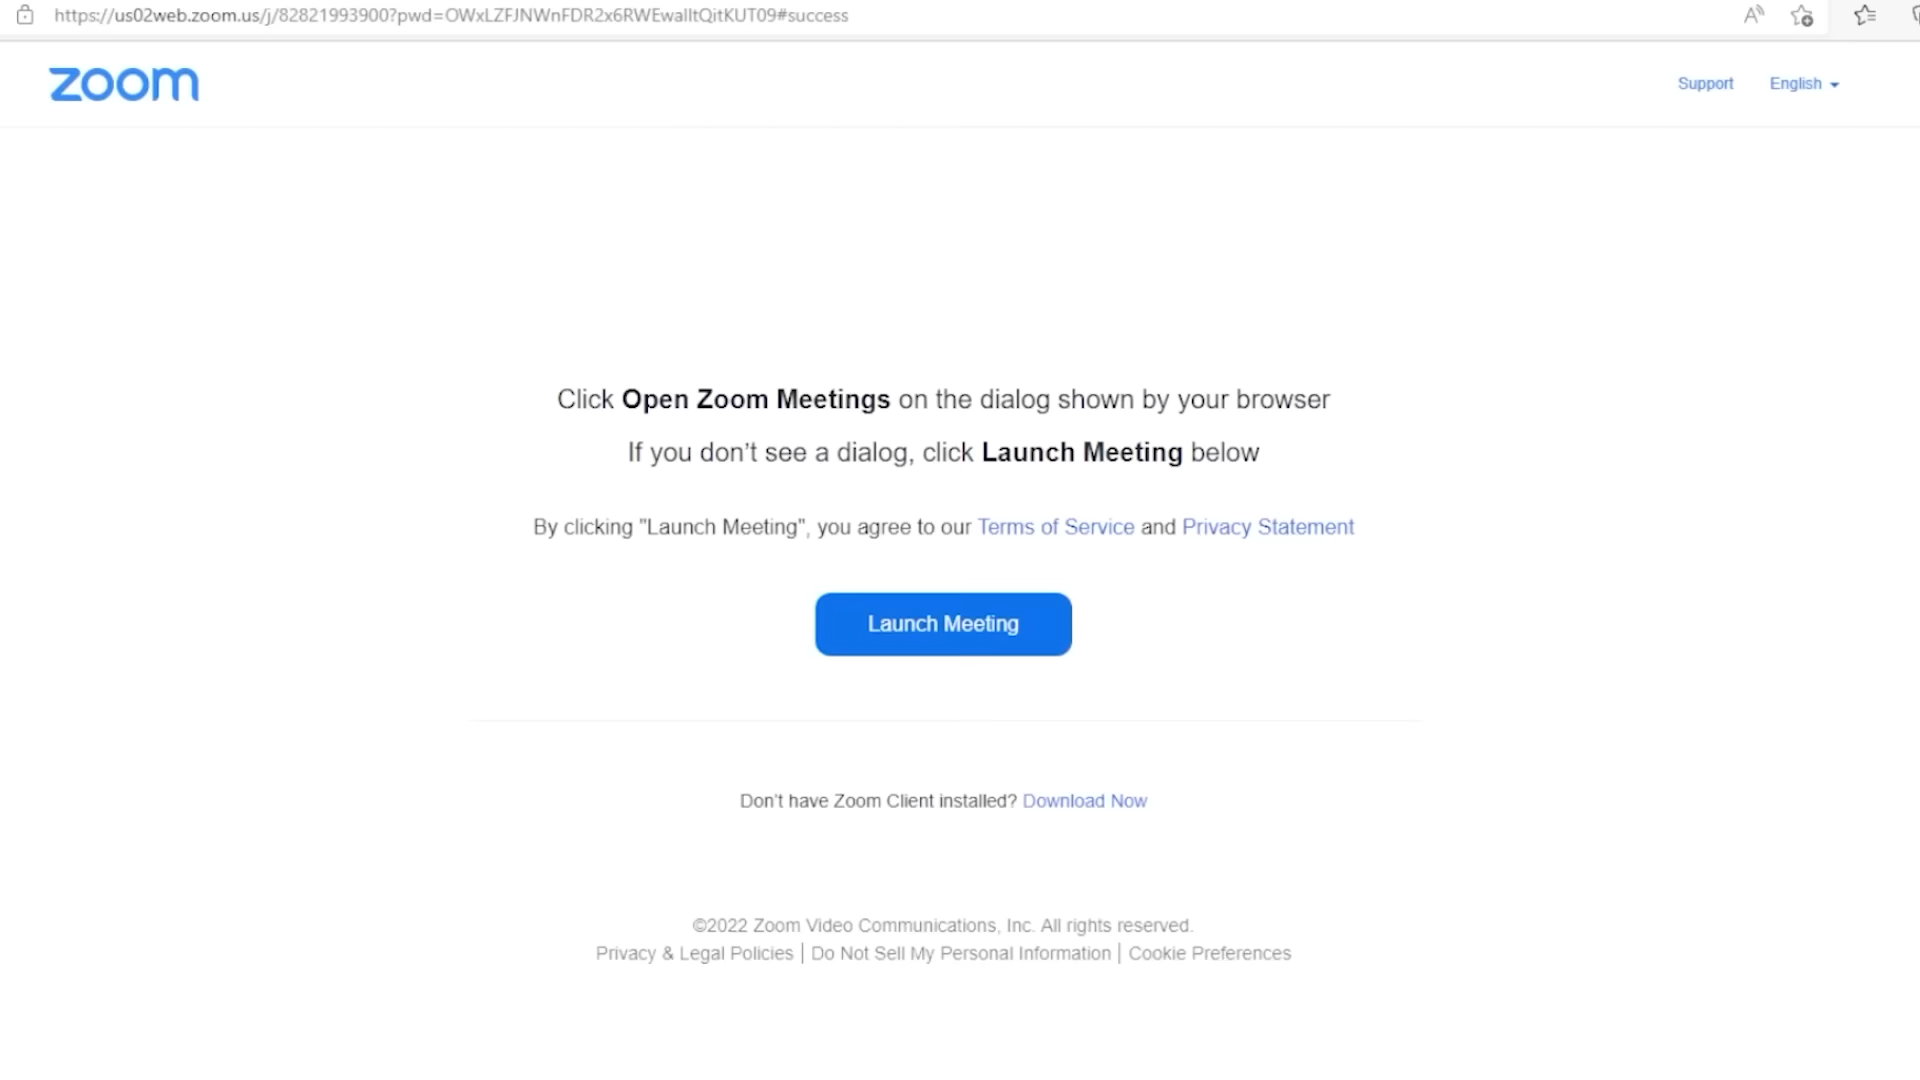 https://us02web.zoom.us/j/82821993900?pwd=OWxLZFJNWnFDR2x6RWEwalltQitKUT09#success
zoom
Support English
Click Open Zoom Meetings on the dialog shown by your browser
If you don’t see a dialog, click Launch Meeting below
By clicking "Launch Meeting", you agree to our Terms of Service and Privacy Statement
Launch Meeting
Don’t have Zoom Client installed? Download Now
©2022 Zoom Video Communications, Inc. All rights reserved.
Privacy & Legal Policies | Do Not Sell My Personal Information | Cookie Preferences